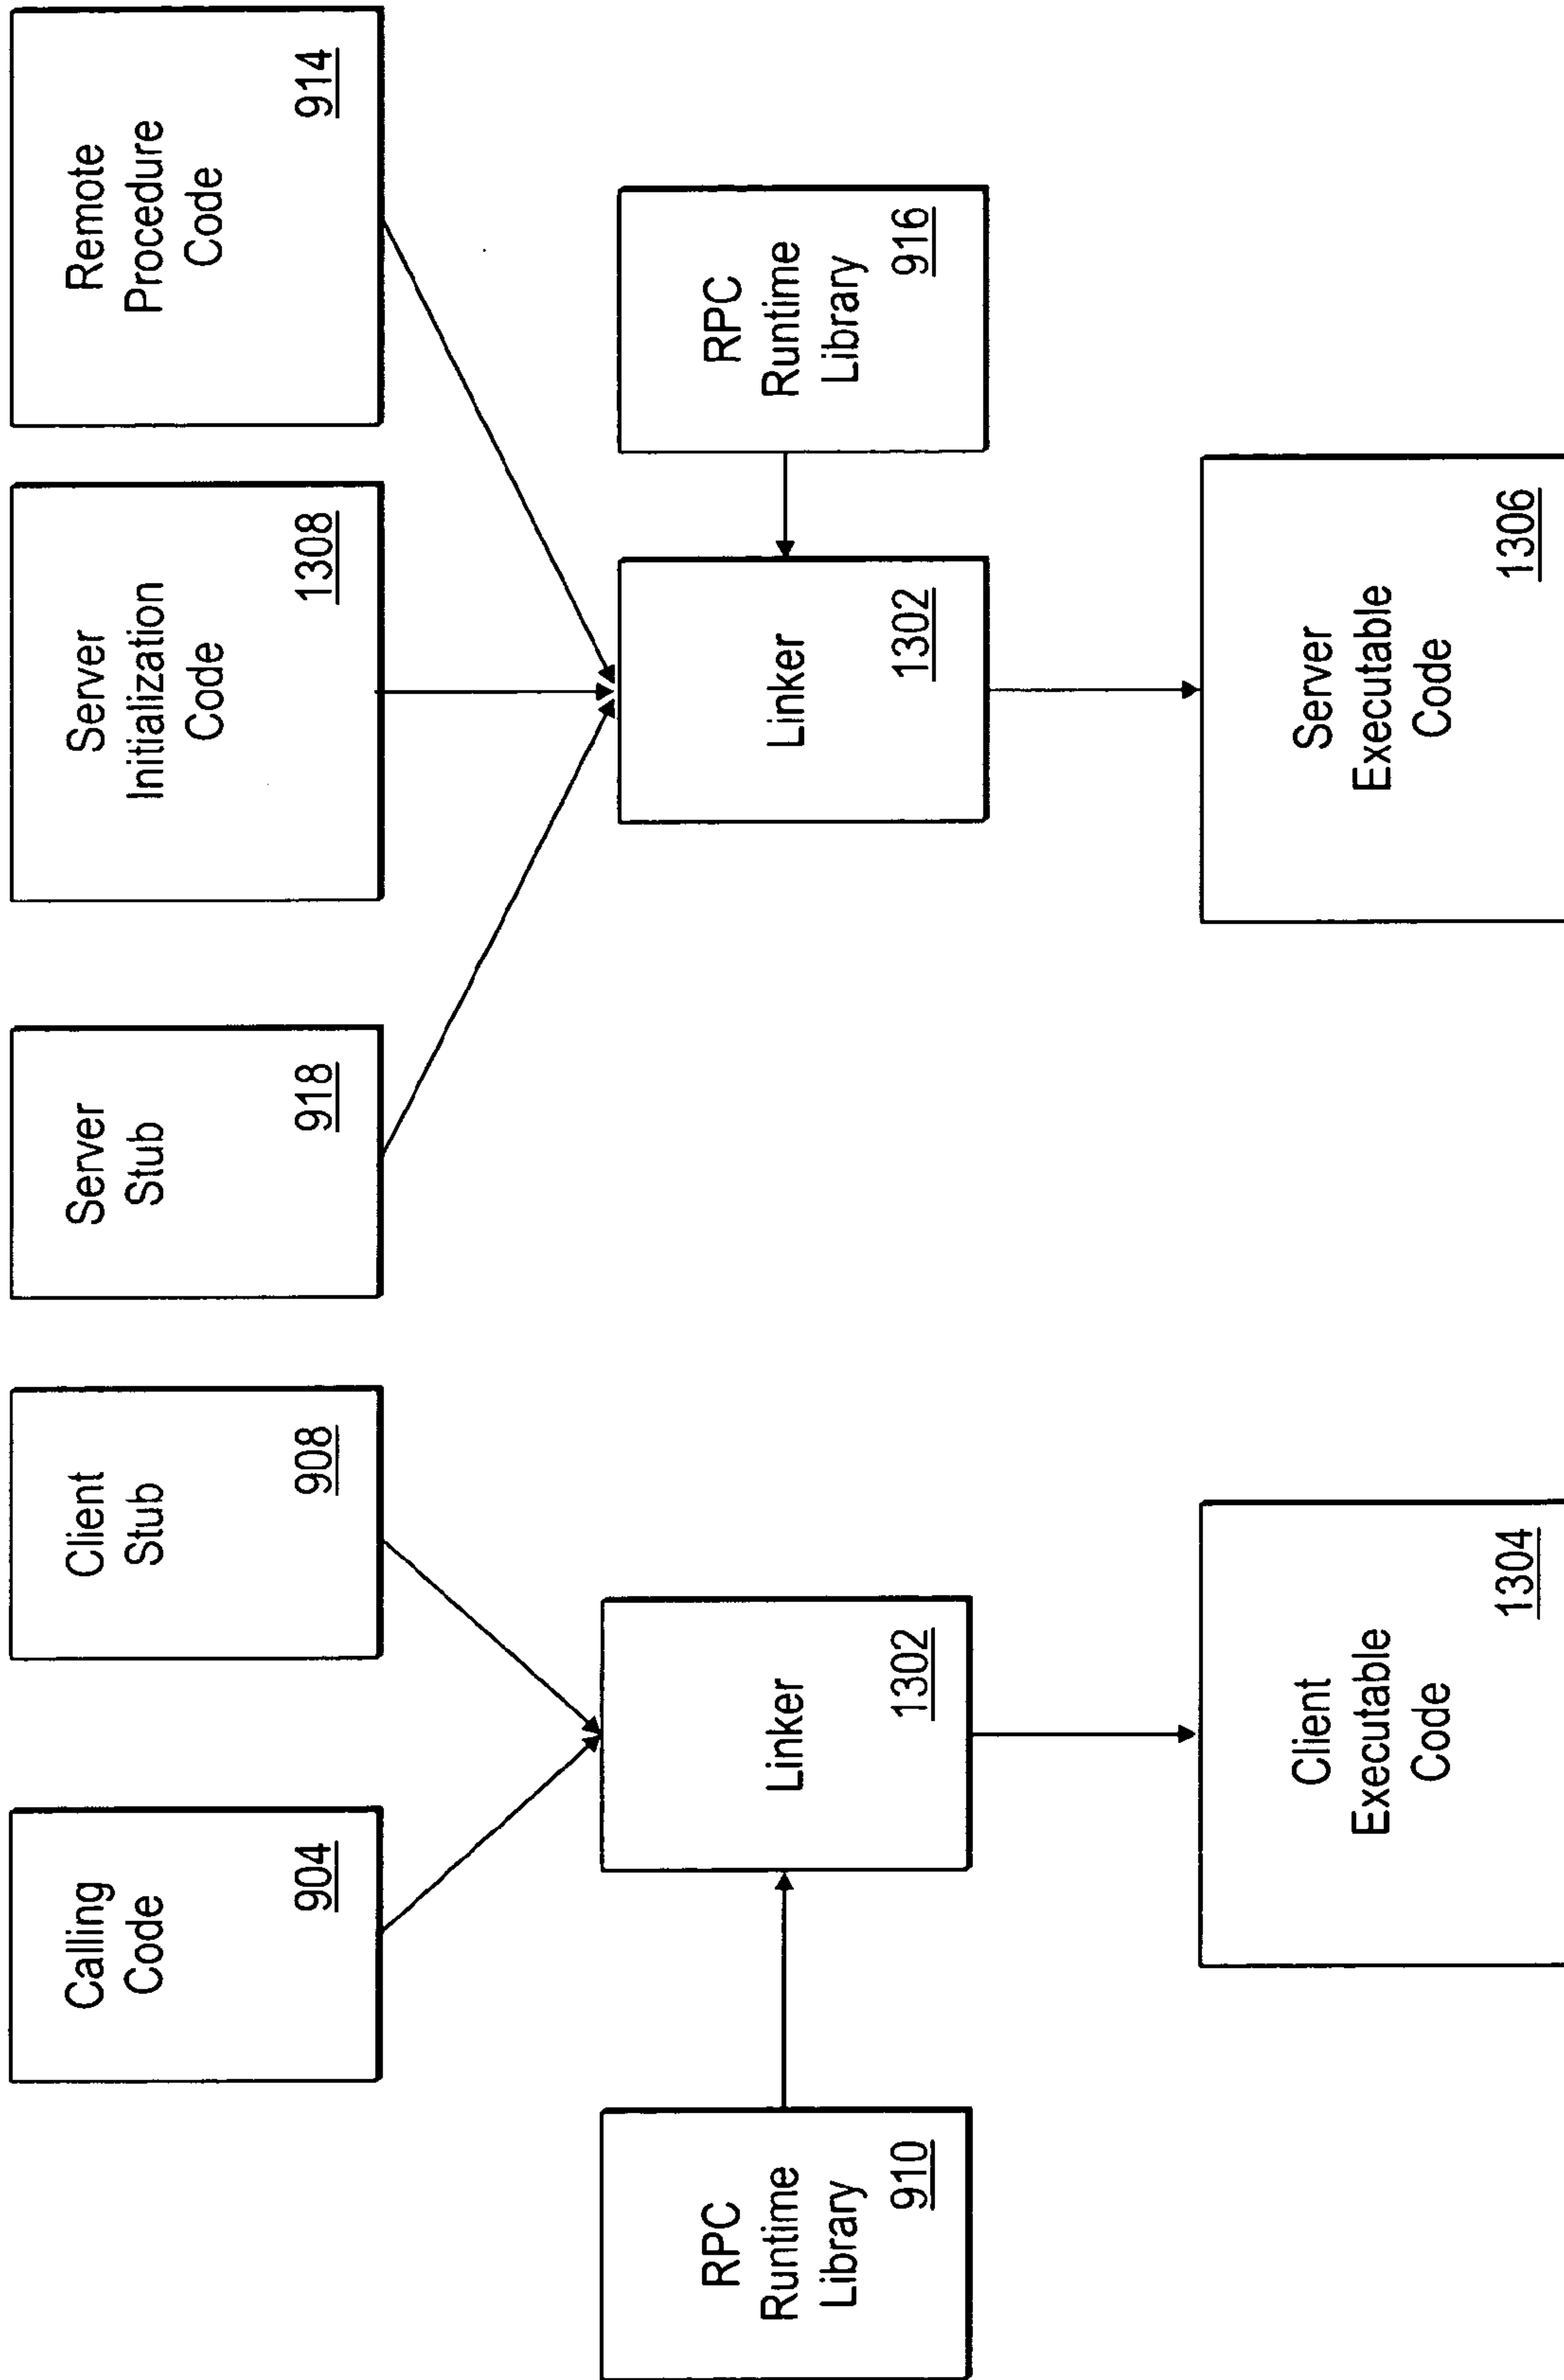 Calling
Code
904
Client
Stub
908
Server
Stub
918
Server
Initialization
Code
1308
Remote
Procedure
Code
914
RPC
Runtime
Library
910
Linker
1302
Linker
1302
RPC
Runtime
Library
916
Client
Executable
Code
1304
Server
Executable
Code
1306